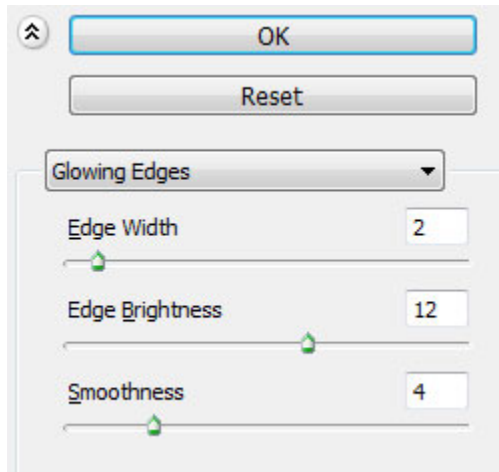 OK
Reset
Glowing Edges
Edge Width 2
Edge Brightness 12
Smoothness 4